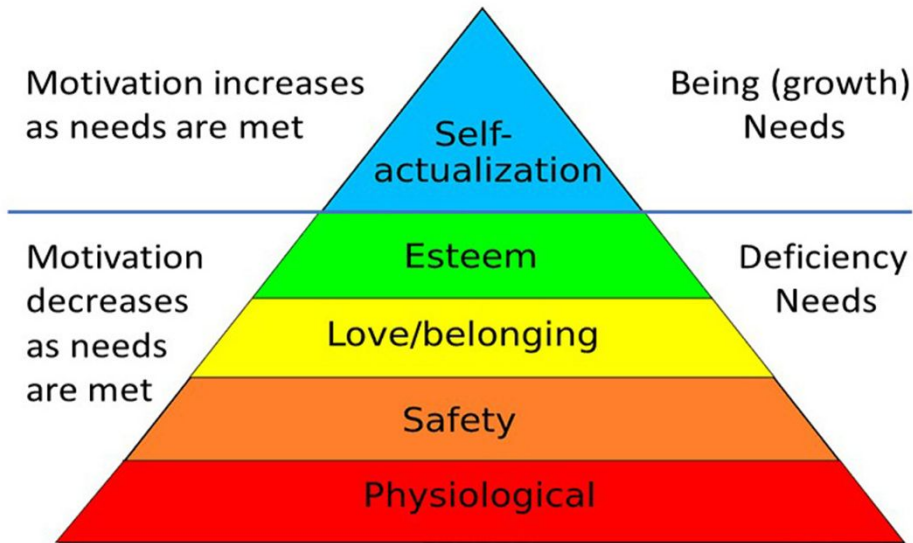 Motivation increases
as needs are met
Being (growth)
Needs
Self-
actualization
Motivation
decreases
as needs
are met
Esteem
Deficiency
Needs
Love/belonging
Safety
Physiological